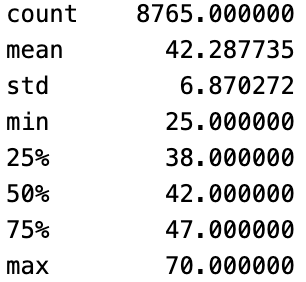 count 8765.000000
mean 42.287735
std 6.870272
min 25.000000
25% 38.000000
50% 42.000000
75% 47.000000
max 70.000000